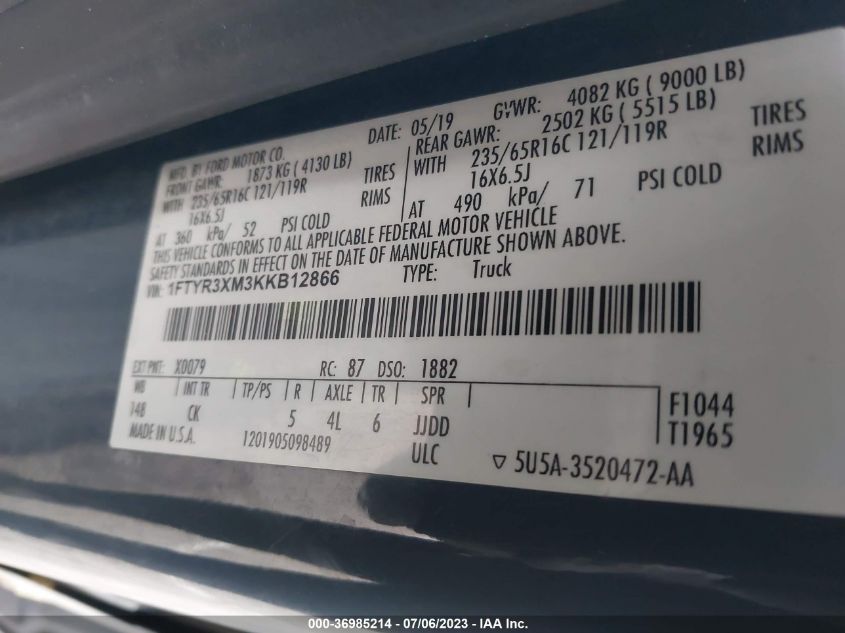 MFD. BY FORD MOTOR CO. DATE: 05/19 GVWR: 4082 KG ( 9000 LB)
FRONT GAWR: 1873 KG ( 4130 LB) REAR GAWR: 2502 KG ( 5515 LB)
WITH 235/65R16C 121/119R TIRES WITH 235/65R16C 121/119R TIRES
16X6.5J RIMS 16X6.5J RIMS
AT 360 kPa/ 52 PSI COLD AT 490 kPa/ 71 PSI COLD
THIS VEHICLE CONFORMS TO ALL APPLICABLE FEDERAL MOTOR VEHICLE
SAFETY STANDARDS IN EFFECT ON THE DATE OF MANUFACTURE SHOWN ABOVE.
VIN: 1FTYR3XM3KKB12866 TYPE: Truck
EXT PNT: X0079 RC: 87 DSO: 1882
WB INT TR TP/PS R AXLE TR SPR F1044
148 CK 5 4L 6 JJDD T1965
MADE IN U.S.A. 1201905098489 ULC ▽ 5U5A-3520472-AA
000-36985214 - 07/06/2023 - IAA Inc.